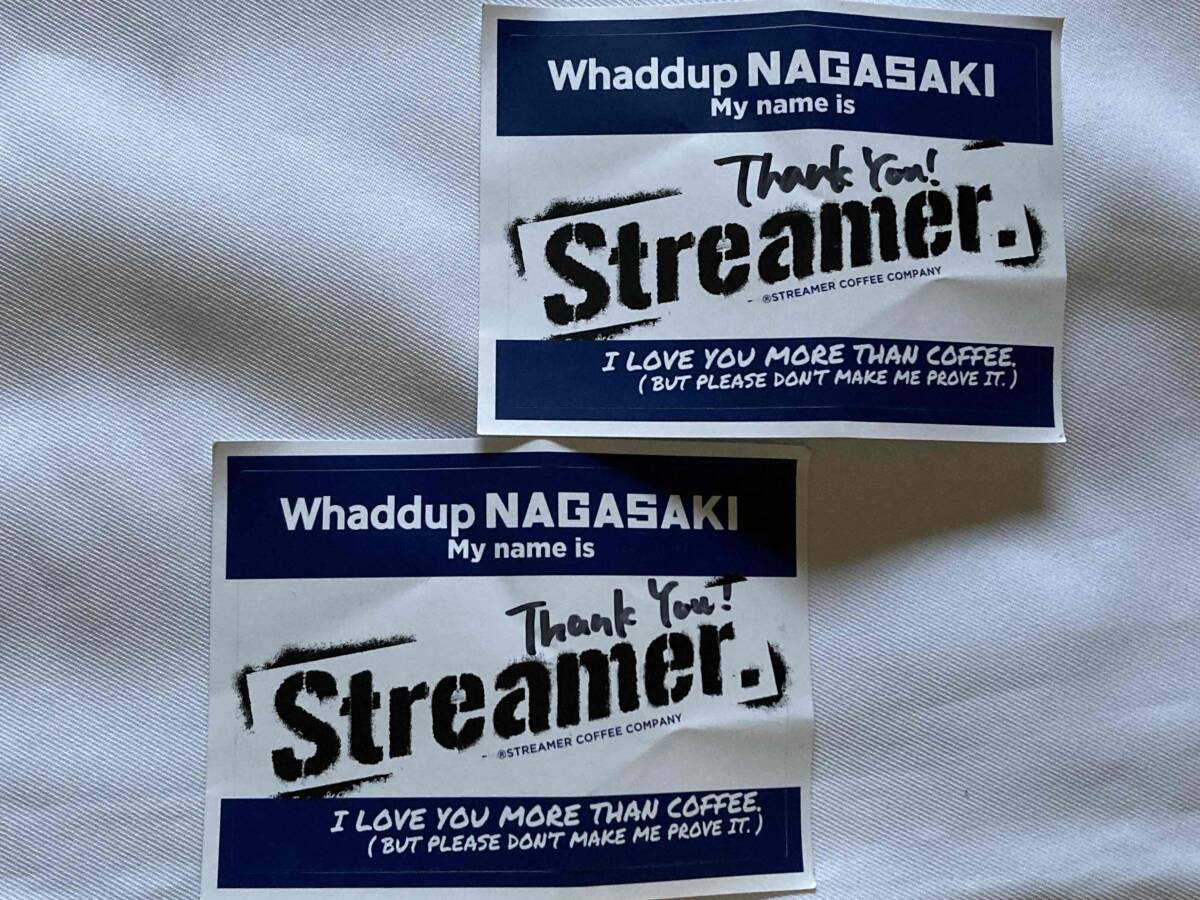 Whaddup NAGASAKI
My name is
Thank You!
Streamer.
®STREAMER COFFEE COMPANY
I LOVE YOU MORE THAN COFFEE.
(BUT PLEASE DON'T MAKE ME PROVE IT.)
Whaddup NAGASAKI
My name is
Thank You!
Streamer.
®STREAMER COFFEE COMPANY
I LOVE YOU MORE THAN COFFEE.
(BUT PLEASE DON'T MAKE ME PROVE IT.)